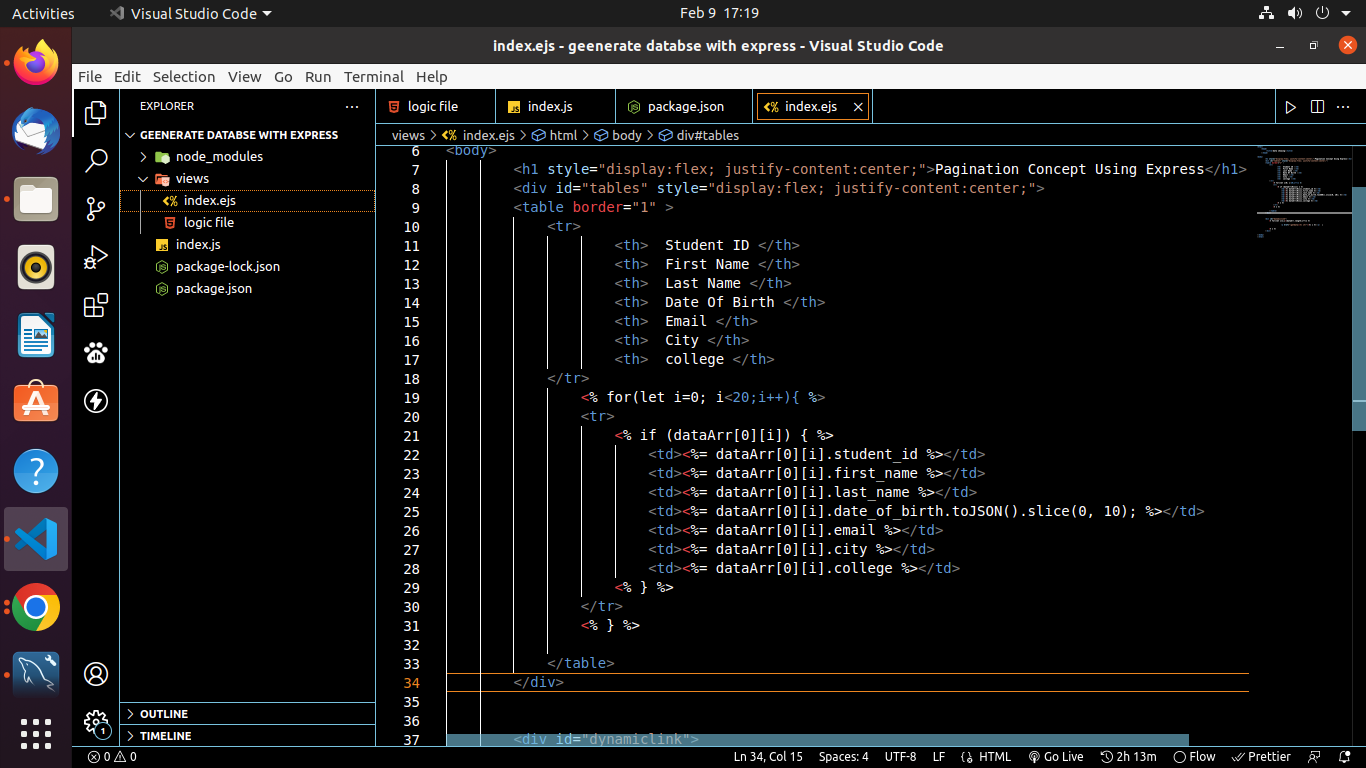 Activities Visual Studio Code Feb 9 17:19
index.ejs - geenerate databse with express - Visual Studio Code
File Edit Selection View Go Run Terminal Help
EXPLORER
GEENERATE DATABSE WITH EXPRESS
node_modules
views
index.ejs
logic file
JS index.js
package-lock.json
package.json
OUTLINE
TIMELINE
1
logic file JS index.js package.json index.ejs
views > index.ejs > html > body > div#tables
6 <body>
7 <h1 style="display:flex; justify-content:center;">Pagination Concept Using Express</h1>
8 <div id="tables" style="display:flex; justify-content:center;">
9 <table border="1" >
10 <tr>
11 <th>  Student ID </th>
12 <th>  First Name </th>
13 <th>  Last Name </th>
14 <th>  Date Of Birth </th>
15 <th>  Email </th>
16 <th>  City </th>
17 <th>  college </th>
18 </tr>
19 <% for(let i=0; i<20;i++){ %>
20 <tr>
21 <% if (dataArr[0][i]) { %>
22 <td><%= dataArr[0][i].student_id %></td>
23 <td><%= dataArr[0][i].first_name %></td>
24 <td><%= dataArr[0][i].last_name %></td>
25 <td><%= dataArr[0][i].date_of_birth.toJSON().slice(0, 10); %></td>
26 <td><%= dataArr[0][i].email %></td>
27 <td><%= dataArr[0][i].city %></td>
28 <td><%= dataArr[0][i].college %></td>
29 <% } %>
30 </tr>
31 <% } %>
32
33 </table>
34 </div>
35
36
37 <div id="dynamiclink">
0 0 Ln 34, Col 15 Spaces: 4 UTF-8 LF HTML Go Live 2h 13m Flow Prettier